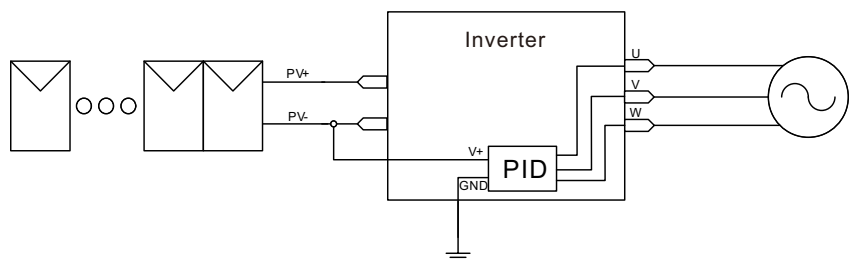 Inverter
U
PV+
V
PV-
W
V+
PID
GND